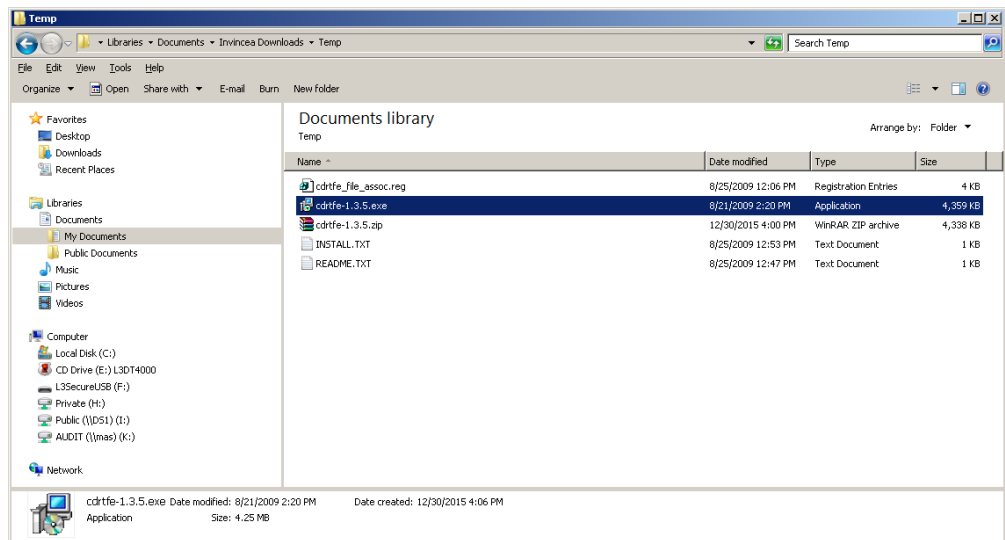 Temp
Libraries Documents Invincea Downloads Temp Search Temp
File Edit View Tools Help
Organize Open Share with E-mail Burn New folder
Favorites
Desktop
Downloads
Recent Places
Libraries
Documents
My Documents
Public Documents
Music
Pictures
Videos
Computer
Local Disk (C:)
CD Drive (E:) L3DT4000
L3SecureUSB (F:)
Private (H:)
Public (\\DS1) (I:)
AUDIT (\\mas) (K:)
Network
Documents library
Temp
Arrange by: Folder
Name Date modified Type Size
cdrtfe_file_assoc.reg 8/25/2009 12:06 PM Registration Entries 4 KB
cdrtfe-1.3.5.exe 8/21/2009 2:20 PM Application 4,359 KB
cdrtfe-1.3.5.zip 12/30/2015 4:00 PM WinRAR ZIP archive 4,338 KB
INSTALL.TXT 8/25/2009 12:53 PM Text Document 1 KB
README.TXT 8/25/2009 12:47 PM Text Document 1 KB
cdrtfe-1.3.5.exe Date modified: 8/21/2009 2:20 PM Date created: 12/30/2015 4:06 PM
Application Size: 4.25 MB